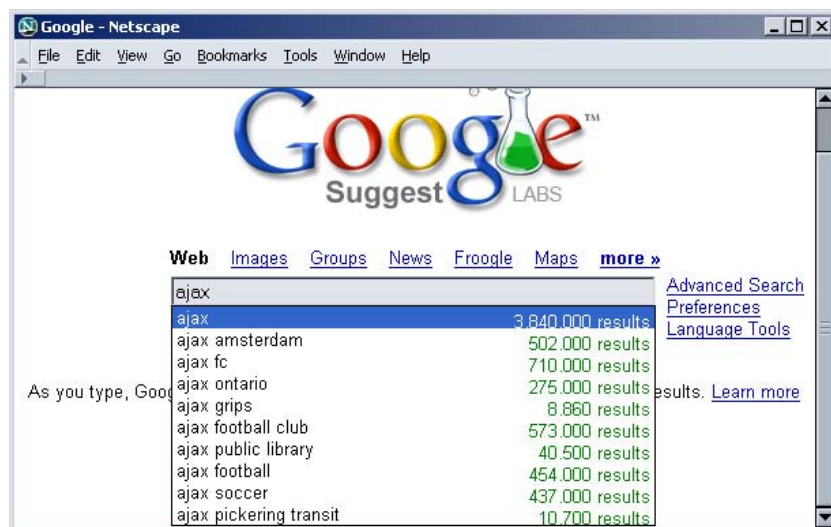 Google - Netscape
File Edit View Go Bookmarks Tools Window Help
Google™
Suggest LABS
Web Images Groups News Froogle Maps more »
ajax
Advanced Search
Preferences
Language Tools
ajax 3.840.000 results
ajax amsterdam 502.000 results
ajax fc 710.000 results
ajax ontario 275.000 results
ajax grips 8.860 results
ajax football club 573.000 results
ajax public library 40.500 results
ajax football 454.000 results
ajax soccer 437.000 results
ajax pickering transit 10.700 results
As you type, Goog esults. Learn more